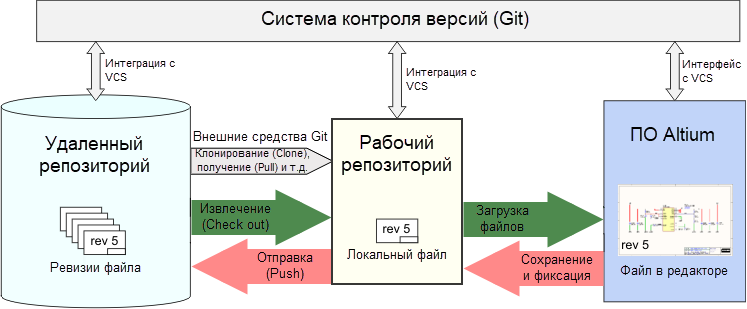 Система контроля версий (Git)
Интеграция с
VCS
Интеграция с
VCS
Интерфейс
с VCS
Удаленный
репозиторий
Внешние средства Git
Клонирование (Clone),
получение (Pull) и т.д.
Рабочий
репозиторий
ПО Altium
Извлечение
(Check out)
Загрузка
файлов
rev 5
Ревизии файла
rev 5
Локальный файл
rev 5
Файл в редакторе
Отправка
(Push)
Сохранение
и фиксация